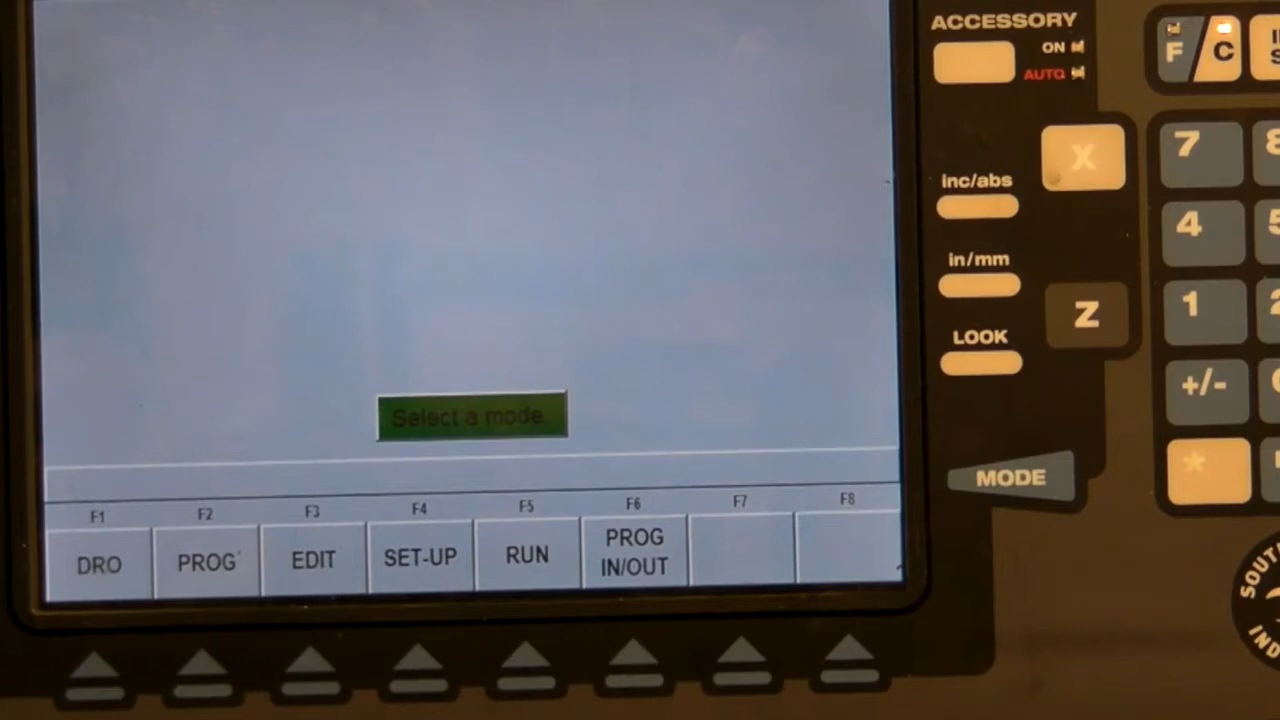 ACCESSORY
ON
AUTO
F
C
X
7
inc/abs
4
in/mm
Z
1
LOOK
+/-
Select a mode
MODE
*
F1
F2
F3
F4
F5
F6
F7
F8
DRO
PROG
EDIT
SET-UP
RUN
PROG
IN/OUT